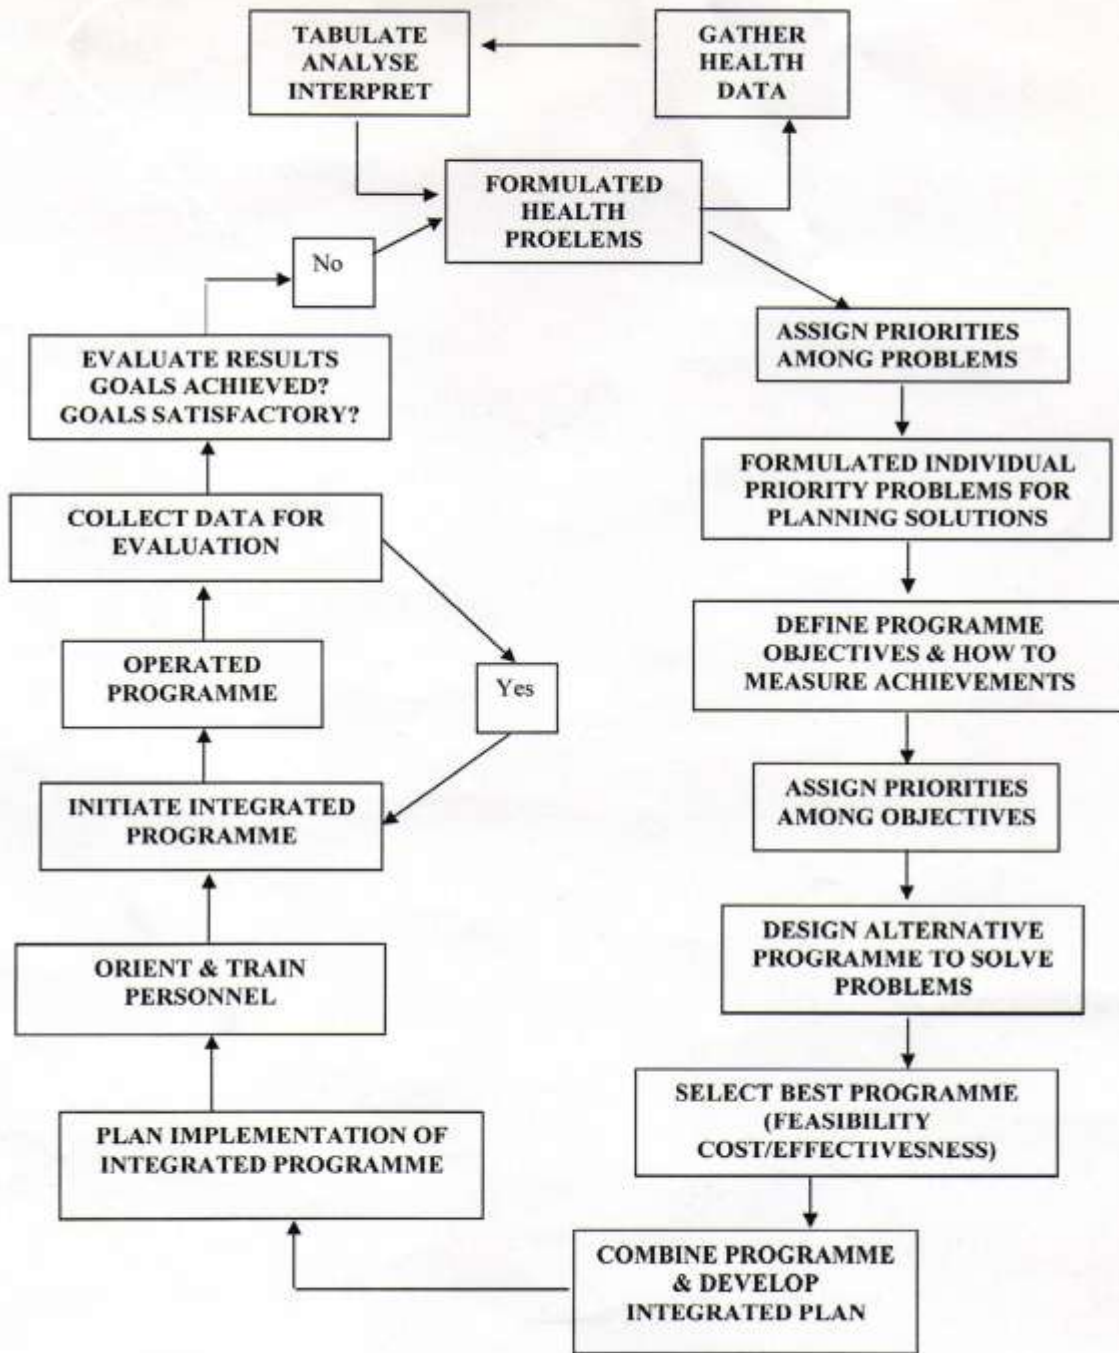 TABULATE
ANALYSE
INTERPRET
GATHER
HEALTH
DATA
FORMULATED
HEALTH
PROELEMS
No
ASSIGN PRIORITIES
AMONG PROBLEMS
EVALUATE RESULTS
GOALS ACHIEVED?
GOALS SATISFACTORY?
FORMULATED INDIVIDUAL
PRIORITY PROBLEMS FOR
PLANNING SOLUTIONS
COLLECT DATA FOR
EVALUATION
DEFINE PROGRAMME
OBJECTIVES & HOW TO
MEASURE ACHIEVEMENTS
OPERATED
PROGRAMME
Yes
ASSIGN PRIORITIES
AMONG OBJECTIVES
INITIATE INTEGRATED
PROGRAMME
DESIGN ALTERNATIVE
PROGRAMME TO SOLVE
PROBLEMS
ORIENT & TRAIN
PERSONNEL
SELECT BEST PROGRAMME
(FEASIBILITY
COST/EFFECTIVESNESS)
PLAN IMPLEMENTATION OF
INTEGRATED PROGRAMME
COMBINE PROGRAMME
& DEVELOP
INTEGRATED PLAN